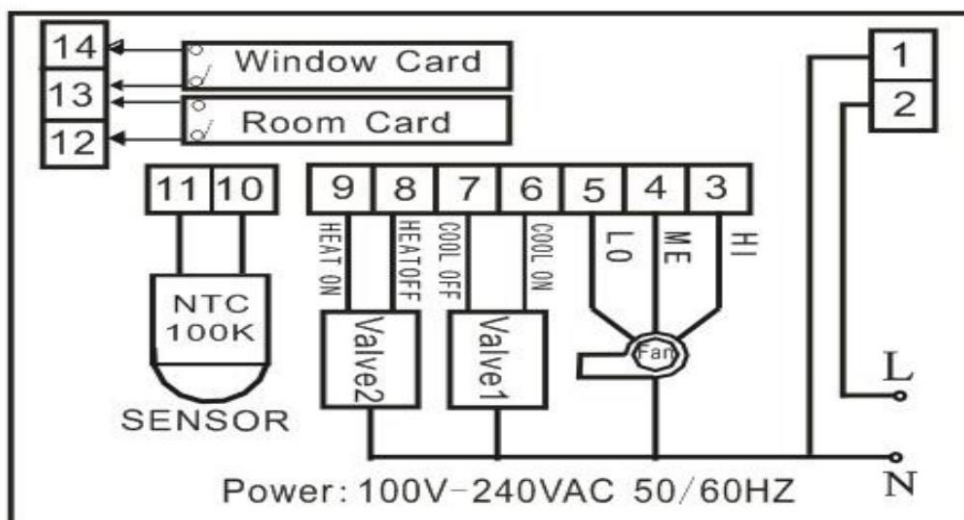 14
Window Card
1
13
Room Card
2
12
11 10
9 8 7 6 5 4 3
HEAT ON
HEAT OFF
COOL OFF
COOL ON
LO
ME
HI
NTC
100K
Valve2
Valve1
Fan
SENSOR
L
N
Power: 100V-240VAC 50/60HZ